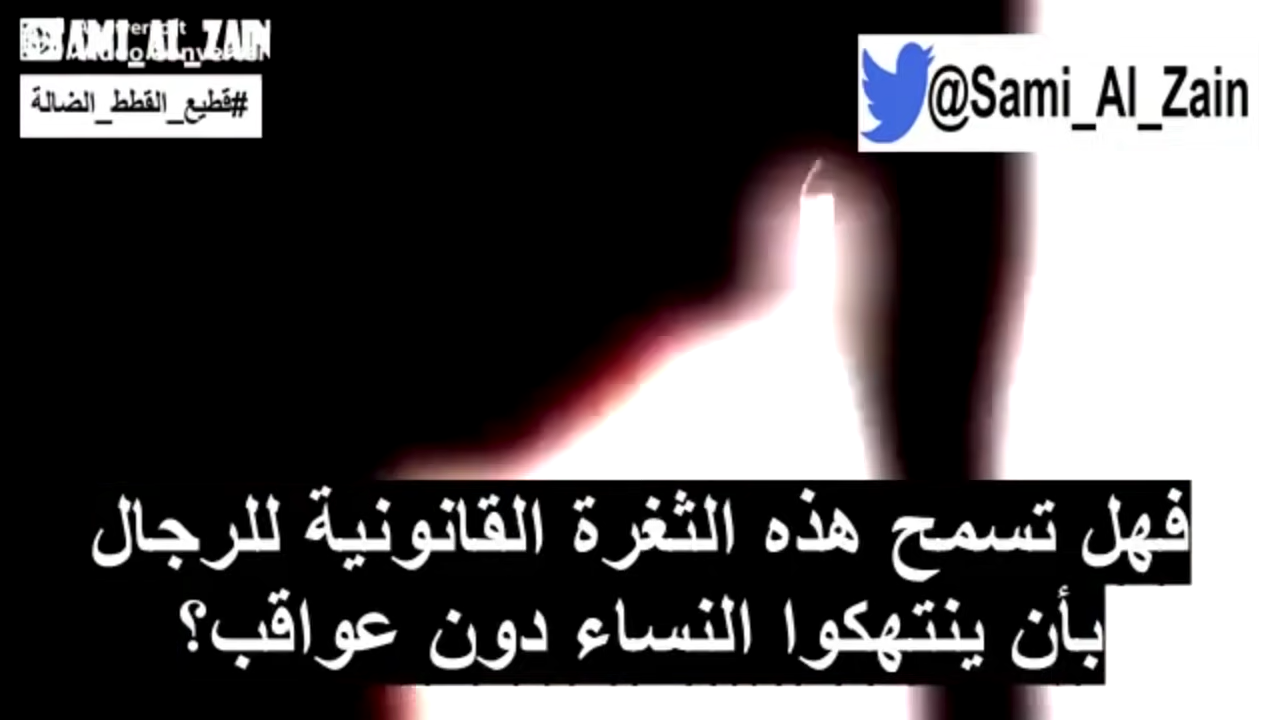 SAMI_AL_ZAIN
#قطيع_القطط_الضالة
@Sami_Al_Zain
فهل تسمح هذه الثغرة القانونية للرجال
بأن ينتهكوا النساء دون عواقب؟